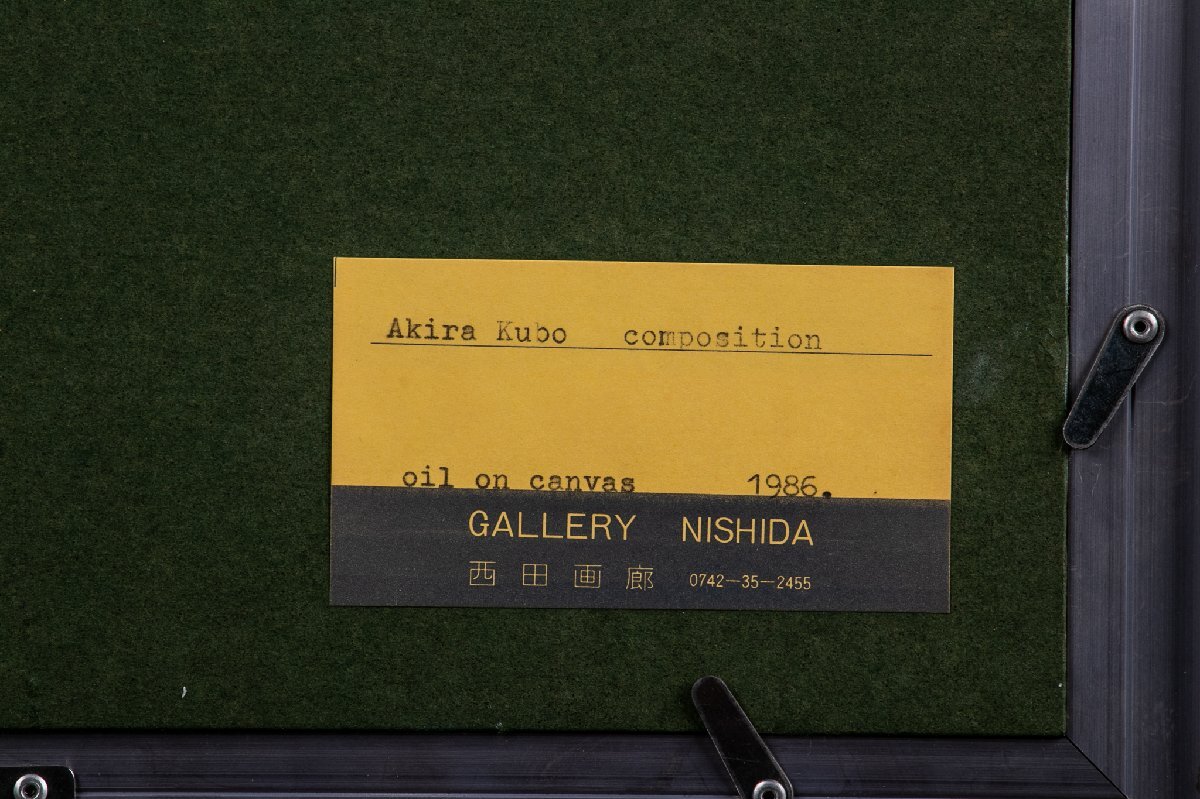 Akira Kubo composition
oil on canvas 1986.
GALLERY NISHIDA
西田画廊 0742-35-2455